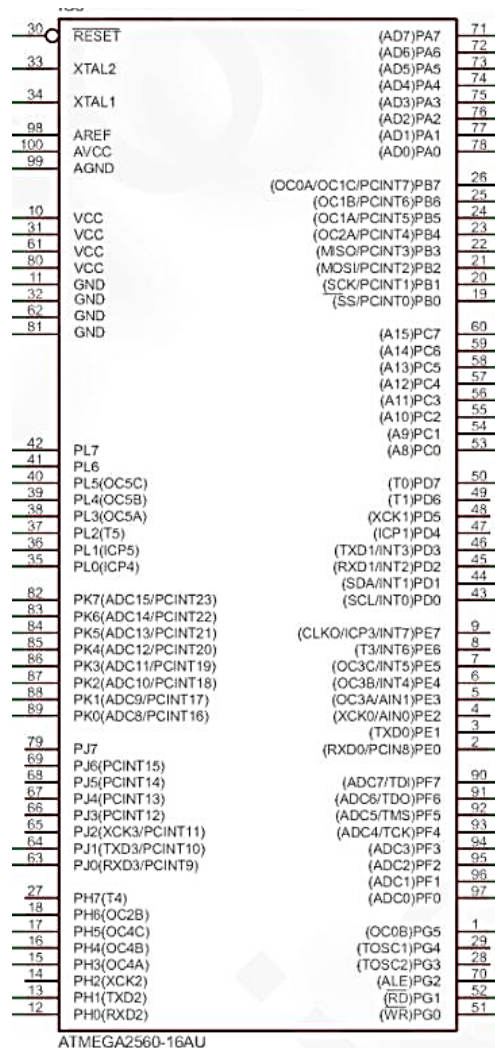 30 RESET (AD7)PA7 71
(AD6)PA6 72
33 XTAL2 (AD5)PA5 73
(AD4)PA4 74
34 XTAL1 (AD3)PA3 75
(AD2)PA2 76
98 AREF (AD1)PA1 77
100 AVCC (AD0)PA0 78
99 AGND
(OC0A/OC1C/PCINT7)PB7 26
(OC1B/PCINT6)PB6 25
10 VCC (OC1A/PCINT5)PB5 24
31 VCC (OC2A/PCINT4)PB4 23
61 VCC (MISO/PCINT3)PB3 22
80 VCC (MOSI/PCINT2)PB2 21
11 GND (SCK/PCINT1)PB1 20
32 GND (SS/PCINT0)PB0 19
62 GND
81 GND (A15)PC7 60
(A14)PC6 59
(A13)PC5 58
(A12)PC4 57
(A11)PC3 56
(A10)PC2 55
(A9)PC1 54
42 PL7 (A8)PC0 53
41 PL6
40 PL5(OC5C) (T0)PD7 50
39 PL4(OC5B) (T1)PD6 49
38 PL3(OC5A) (XCK1)PD5 48
37 PL2(T5) (ICP1)PD4 47
36 PL1(ICP5) (TXD1/INT3)PD3 46
35 PL0(ICP4) (RXD1/INT2)PD2 45
(SDA/INT1)PD1 44
82 PK7(ADC15/PCINT23) (SCL/INT0)PD0 43
83 PK6(ADC14/PCINT22)
84 PK5(ADC13/PCINT21) (CLKO/ICP3/INT7)PE7 9
85 PK4(ADC12/PCINT20) (T3/INT6)PE6 8
86 PK3(ADC11/PCINT19) (OC3C/INT5)PE5 7
87 PK2(ADC10/PCINT18) (OC3B/INT4)PE4 6
88 PK1(ADC9/PCINT17) (OC3A/AIN1)PE3 5
89 PK0(ADC8/PCINT16) (XCK0/AIN0)PE2 4
(TXD0)PE1 3
79 PJ7 (RXD0/PCIN8)PE0 2
69 PJ6(PCINT15)
68 PJ5(PCINT14) (ADC7/TDI)PF7 90
67 PJ4(PCINT13) (ADC6/TDO)PF6 91
66 PJ3(PCINT12) (ADC5/TMS)PF5 92
65 PJ2(XCK3/PCINT11) (ADC4/TCK)PF4 93
64 PJ1(TXD3/PCINT10) (ADC3)PF3 94
63 PJ0(RXD3/PCINT9) (ADC2)PF2 95
(ADC1)PF1 96
27 PH7(T4) (ADC0)PF0 97
18 PH6(OC2B)
17 PH5(OC4C) (OC0B)PG5 1
16 PH4(OC4B) (TOSC1)PG4 29
15 PH3(OC4A) (TOSC2)PG3 28
14 PH2(XCK2) (ALE)PG2 70
13 PH1(TXD2) (RD)PG1 52
12 PH0(RXD2) (WR)PG0 51
ATMEGA2560-16AU